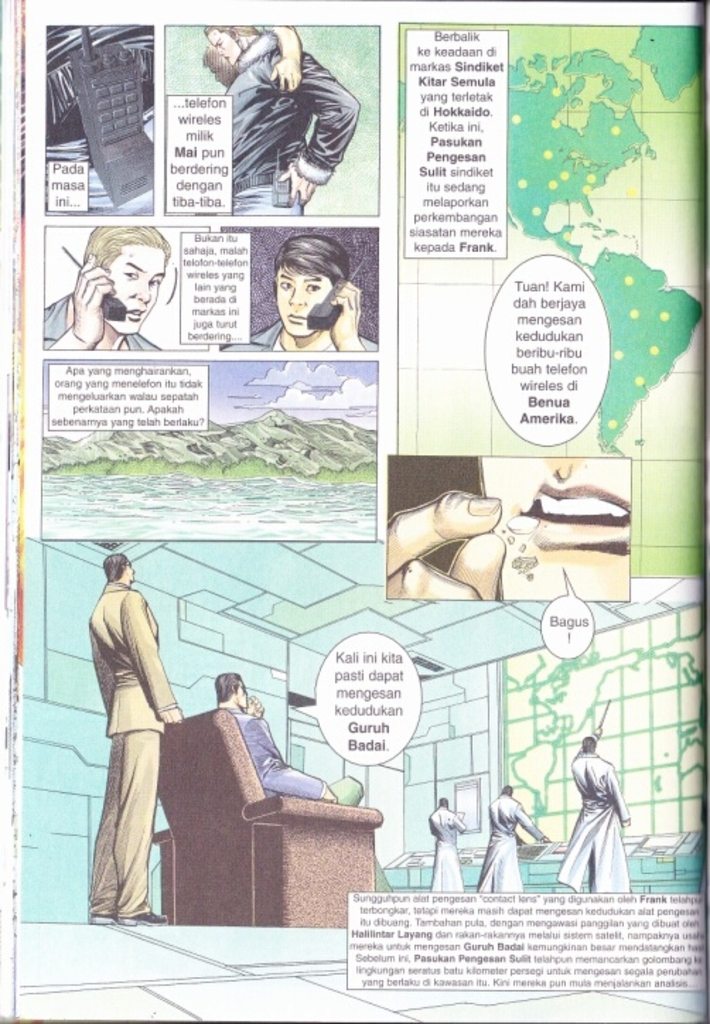 Pada
masa
ini...
...telefon
wireles
milik
Mai pun
berdering
dengan
tiba-tiba.
Bukan itu
sahaja, malah
telofon-telefon
wireles yang
lain yang
berada di
markas ini
juga turut
berdering....
Apa yang menghairankan,
orang yang menelefon itu tidak
mengeluarkan walau sepatah
perkataan pun. Apakah
sebenarnya yang telah berlaku?
Berbalik
ke keadaan di
markas Sindiket
Kitar Semula
yang terletak
di Hokkaido.
Ketika ini,
Pasukan
Pengesan
Sulit sindiket
itu sedang
melaporkan
perkembangan
siasatan mereka
kepada Frank.
Tuan! Kami
dah berjaya
mengesan
kedudukan
beribu-ribu
buah telefon
wireles di
Benua
Amerika.
Bagus
!
Kali ini kita
pasti dapat
mengesan
kedudukan
Guruh
Badai.
Sungguhpun alat pengesan "contact lens" yang digunakan oleh Frank telahpun
terbongkar, tetapi mereka masih dapat mengesan kedudukan alat pengesan
itu dibuang. Tambahan pula, dengan mengawasi panggilan yang dibuat oleh
Halilintar Layang dan rakan-rakannya melalui sistem satelit, nampaknya
mereka untuk mengesan Guruh Badai kemungkinan besar mendatangkan
Sebelum ini, Pasukan Pengesan Sulit telahpun memancarkan gelombang
lingkungan seratus batu kilometer persegi untuk mengesan segala
yang berlaku di kawasan itu. Kini mereka pun mula menjalankan analisis...